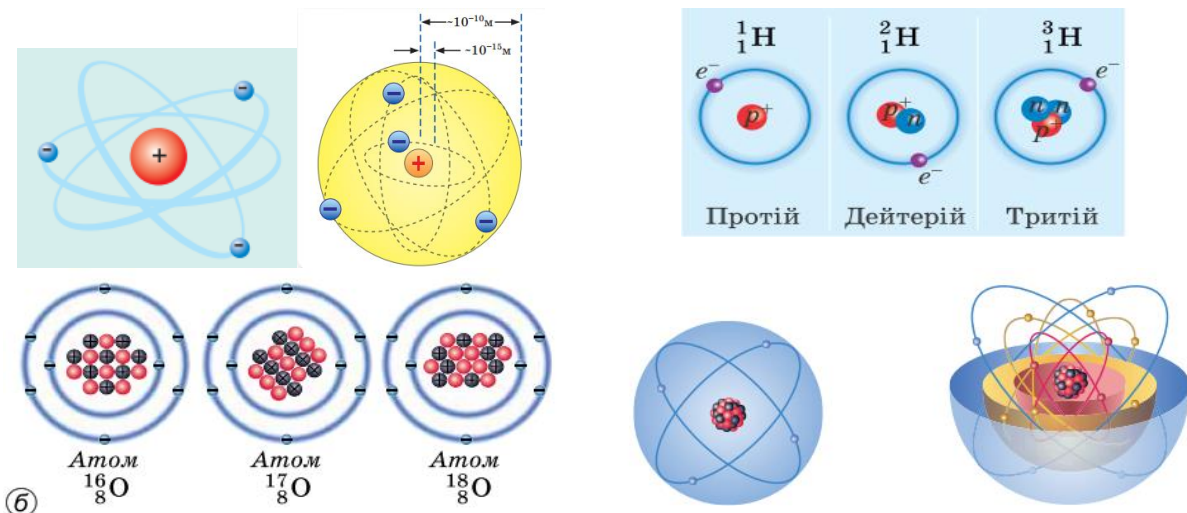 ~10⁻¹⁰м
~10⁻¹⁵м
+
-
-
-
−
−
−
−
+
¹₁H ²₁H ³₁H
e⁻ e⁻
p⁺ p⁺ n n n p⁺
e⁻
Протій Дейтерій Тритій
Атом Атом Атом
¹⁶₈O ¹⁷₈O ¹⁸₈O
б